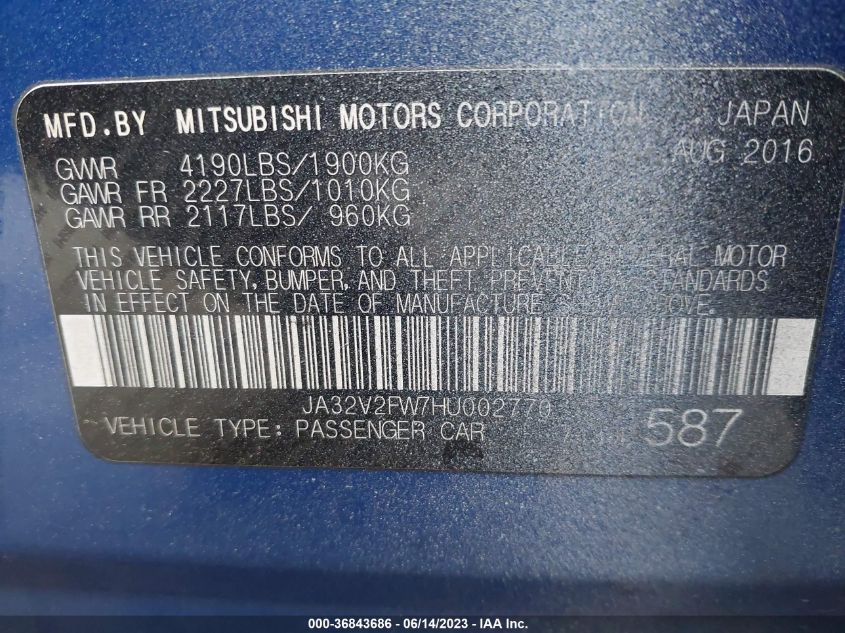 MFD.BY MITSUBISHI MOTORS CORPORATION JAPAN
AUG 2016
GVWR 4190LBS/1900KG
GAWR FR 2227LBS/1010KG
GAWR RR 2117LBS/ 960KG
THIS VEHICLE CONFORMS TO ALL APPLICABLE FEDERAL MOTOR
VEHICLE SAFETY, BUMPER, AND THEFT PREVENTION STANDARDS
IN EFFECT ON THE DATE OF MANUFACTURE SHOWN ABOVE.
JA32V2FW7HU002770
VEHICLE TYPE: PASSENGER CAR 587
000-36843686 - 06/14/2023 - IAA Inc.